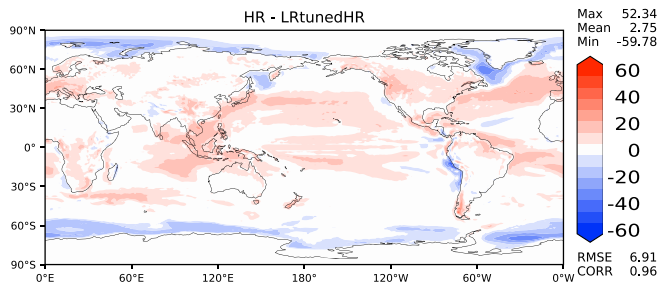 HR - LRtunedHR
Max 52.34
Mean 2.75
Min -59.78
90°N
60°N
30°N
0°
30°S
60°S
90°S
0°E
60°E
120°E
180°
120°W
60°W
0°W
60
40
20
0
-20
-40
-60
RMSE 6.91
CORR 0.96